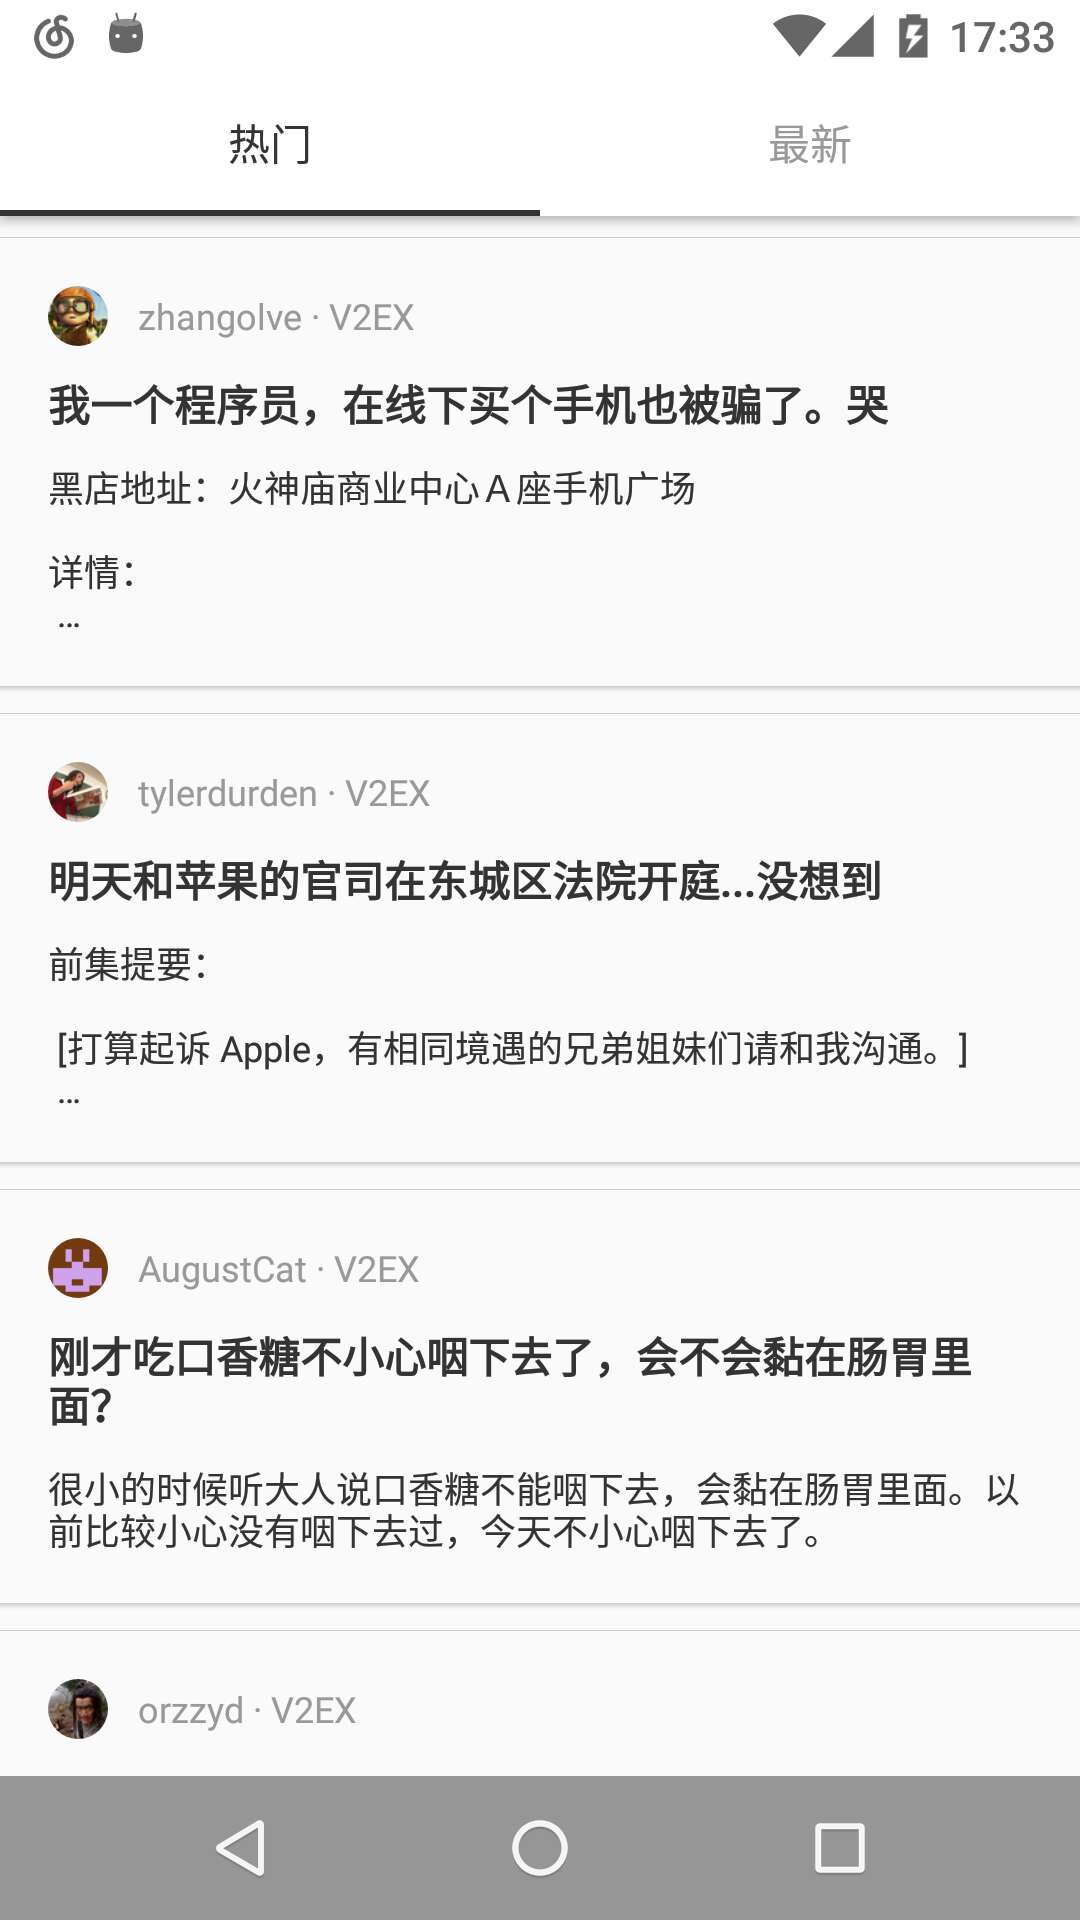 17:33
热门
最新
zhangolve · V2EX
我一个程序员，在线下买个手机也被骗了。哭
黑店地址：火神庙商业中心Ａ座手机广场
详情：
...
tylerdurden · V2EX
明天和苹果的官司在东城区法院开庭...没想到
前集提要：
[打算起诉 Apple，有相同境遇的兄弟姐妹们请和我沟通。]
...
AugustCat · V2EX
刚才吃口香糖不小心咽下去了，会不会黏在肠胃里
面？
很小的时候听大人说口香糖不能咽下去，会黏在肠胃里面。以
前比较小心没有咽下去过，今天不小心咽下去了。
orzzyd · V2EX